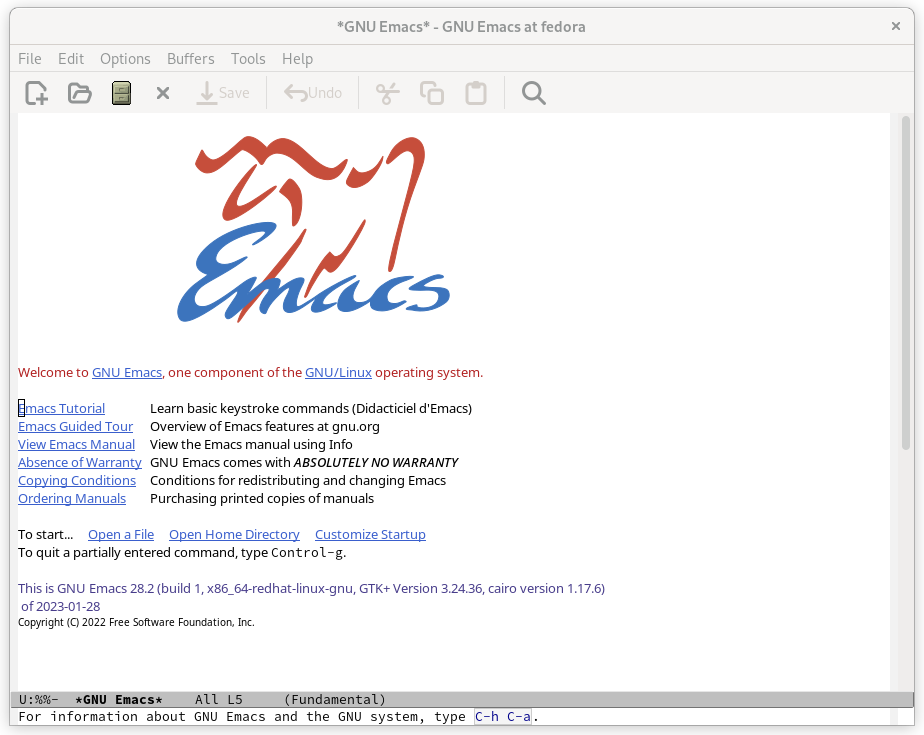 *GNU Emacs* - GNU Emacs at fedora
File Edit Options Buffers Tools Help
Save Undo
Emacs
Welcome to GNU Emacs, one component of the GNU/Linux operating system.
Emacs Tutorial Learn basic keystroke commands (Didacticiel d'Emacs)
Emacs Guided Tour Overview of Emacs features at gnu.org
View Emacs Manual View the Emacs manual using Info
Absence of Warranty GNU Emacs comes with ABSOLUTELY NO WARRANTY
Copying Conditions Conditions for redistributing and changing Emacs
Ordering Manuals Purchasing printed copies of manuals
To start... Open a File Open Home Directory Customize Startup
To quit a partially entered command, type Control-g.
This is GNU Emacs 28.2 (build 1, x86_64-redhat-linux-gnu, GTK+ Version 3.24.36, cairo version 1.17.6)
of 2023-01-28
Copyright (C) 2022 Free Software Foundation, Inc.
U:%%- *GNU Emacs* All L5 (Fundamental)
For information about GNU Emacs and the GNU system, type C-h C-a.